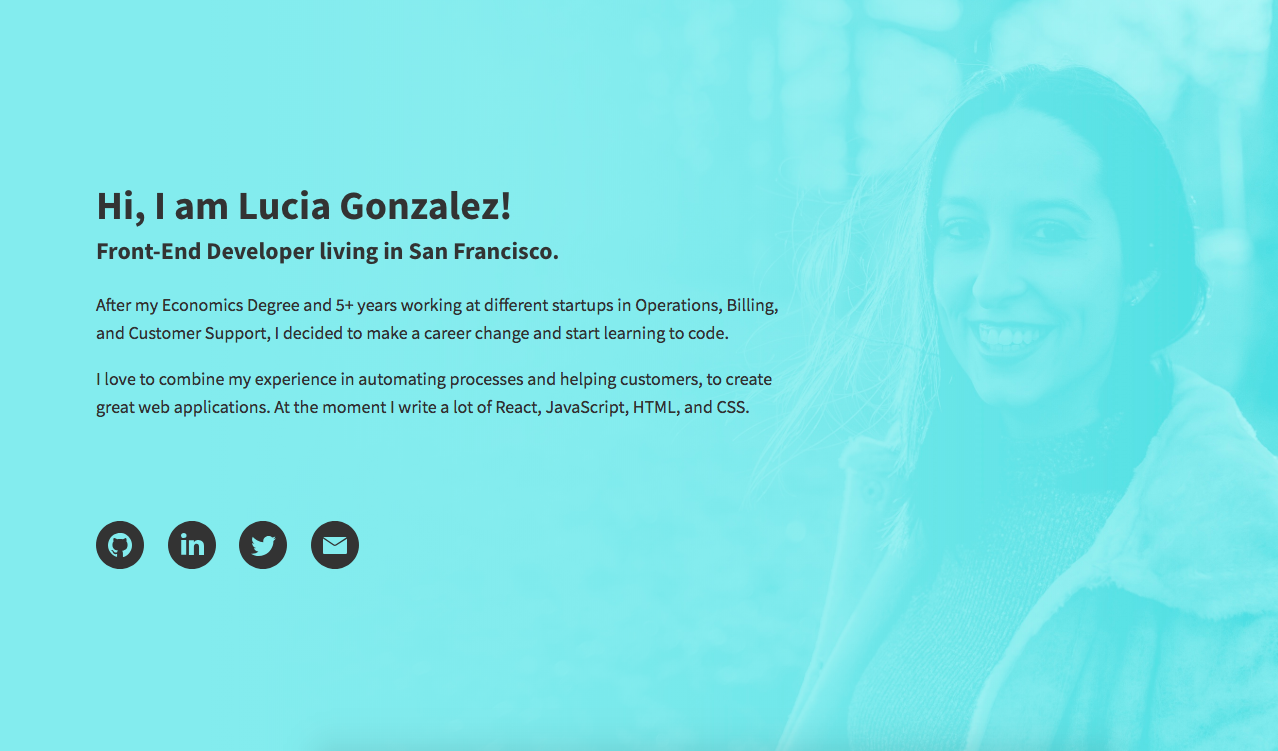 Hi, I am Lucia Gonzalez!
Front-End Developer living in San Francisco.
After my Economics Degree and 5+ years working at different startups in Operations, Billing,
and Customer Support, I decided to make a career change and start learning to code.
I love to combine my experience in automating processes and helping customers, to create
great web applications. At the moment I write a lot of React, JavaScript, HTML, and CSS.
in